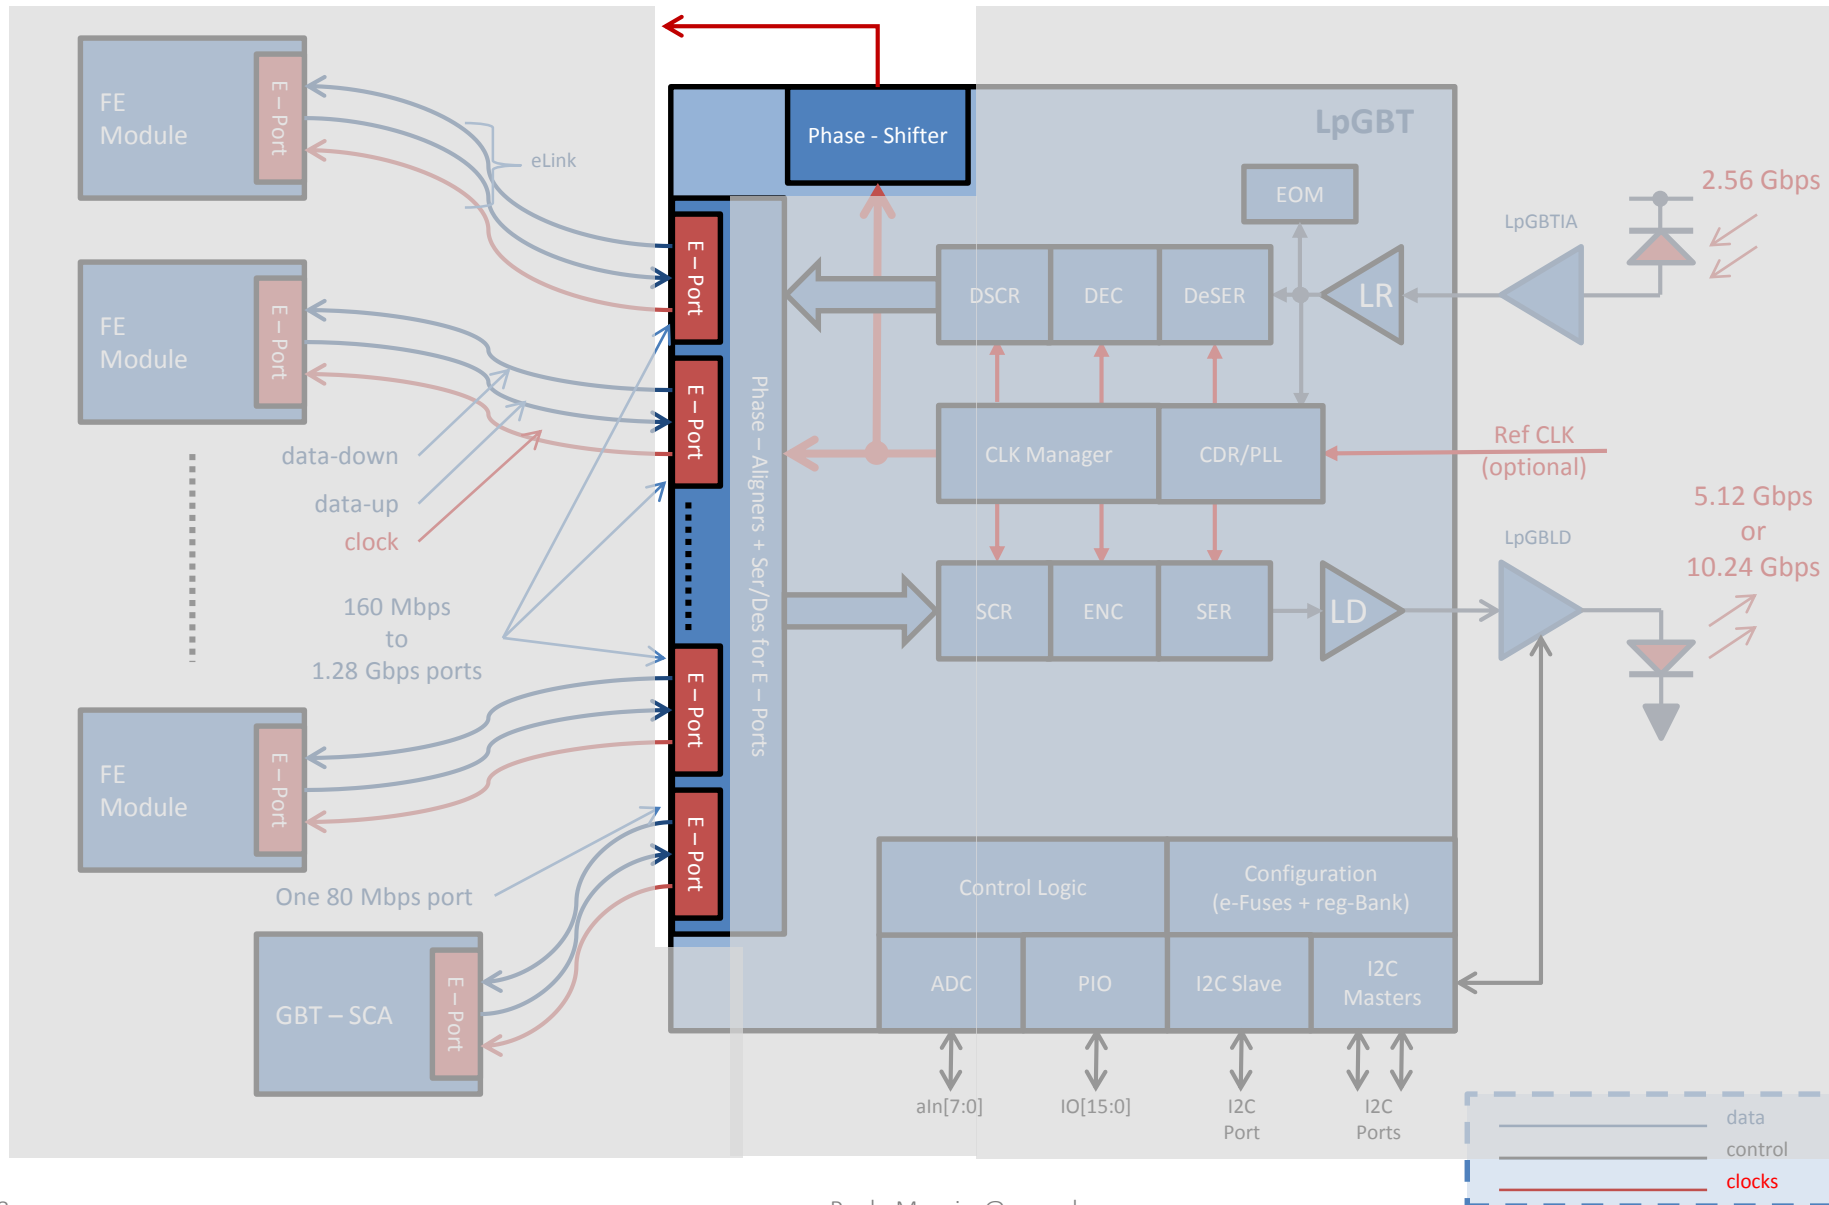 FE
Module
E – Port
eLink
FE
Module
E – Port
data-down
data-up
clock
160 Mbps
to
1.28 Gbps ports
FE
Module
E – Port
One 80 Mbps port
GBT – SCA
E – Port
Phase - Shifter
LpGBT
E – Port
E – Port
E – Port
E – Port
Phase – Aligners + Ser/Des for E – Ports
EOM
DSCR
DEC
DeSER
LR
CLK Manager
CDR/PLL
SCR
ENC
SER
LD
LpGBTIA
2.56 Gbps
Ref CLK
(optional)
5.12 Gbps
or
10.24 Gbps
LpGBLD
Control Logic
Configuration
(e-Fuses + reg-Bank)
ADC
PIO
I2C Slave
I2C
Masters
aIn[7:0]
IO[15:0]
I2C
Port
I2C
Ports
data
control
clocks